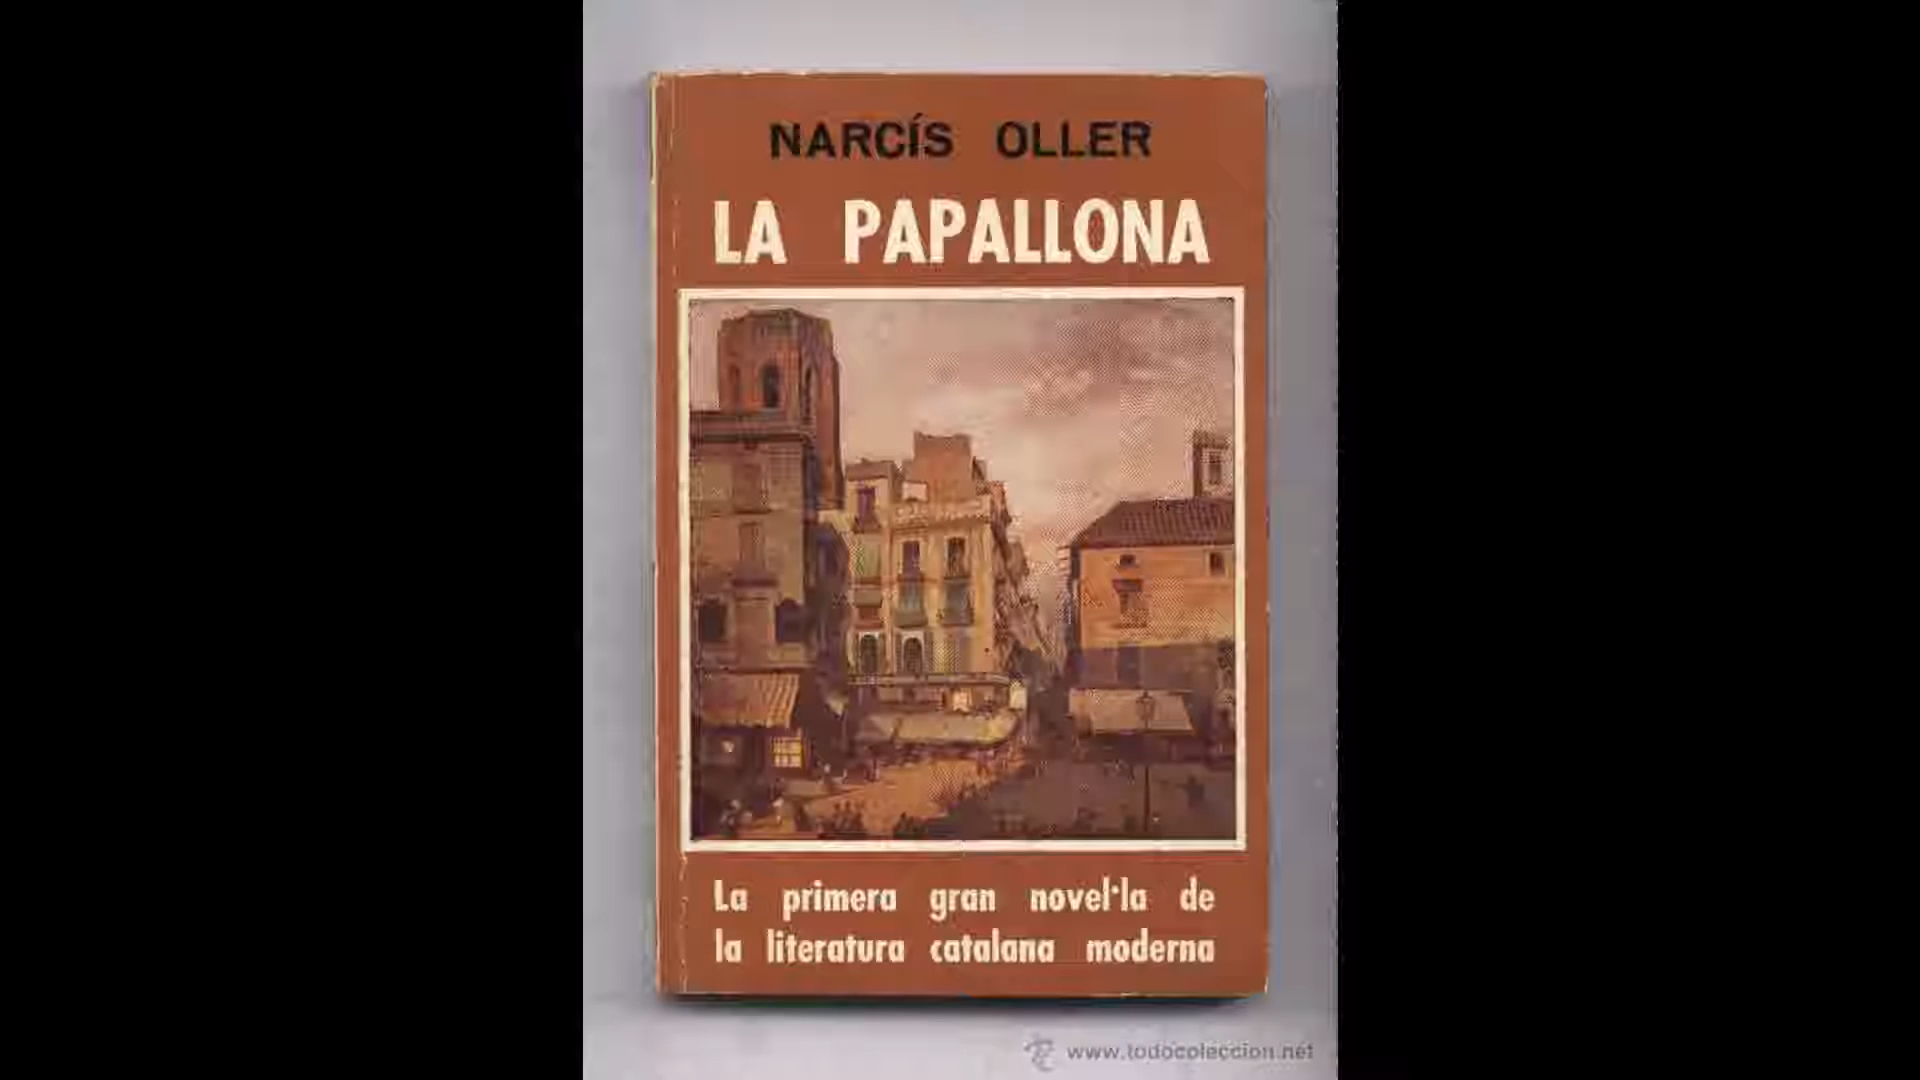 NARCÍS OLLER
LA PAPALLONA
La primera gran novel·la de
la literatura catalana moderna
www.todocoleccion.net